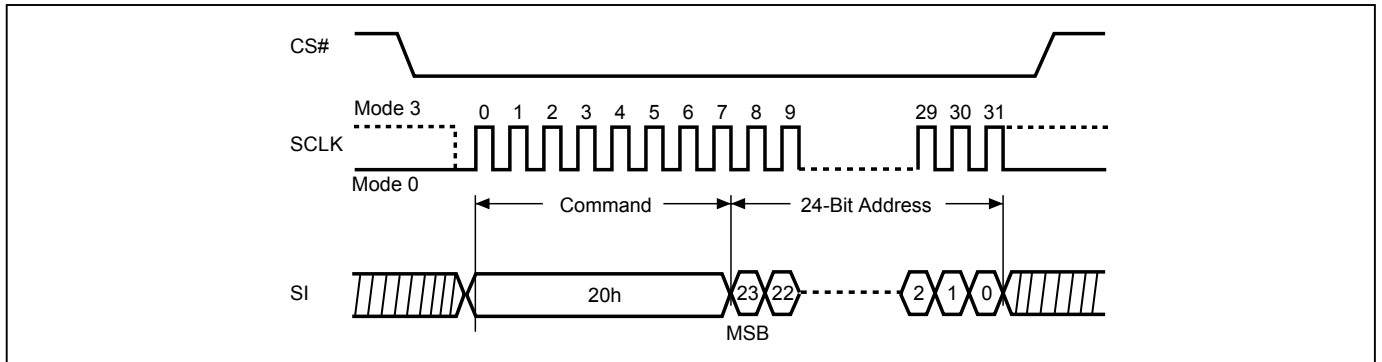 CS#
Mode 3
0 1 2 3 4 5 6 7 8 9 29 30 31
SCLK
Mode 0
Command 24-Bit Address
SI 20h 23 22 2 1 0
MSB